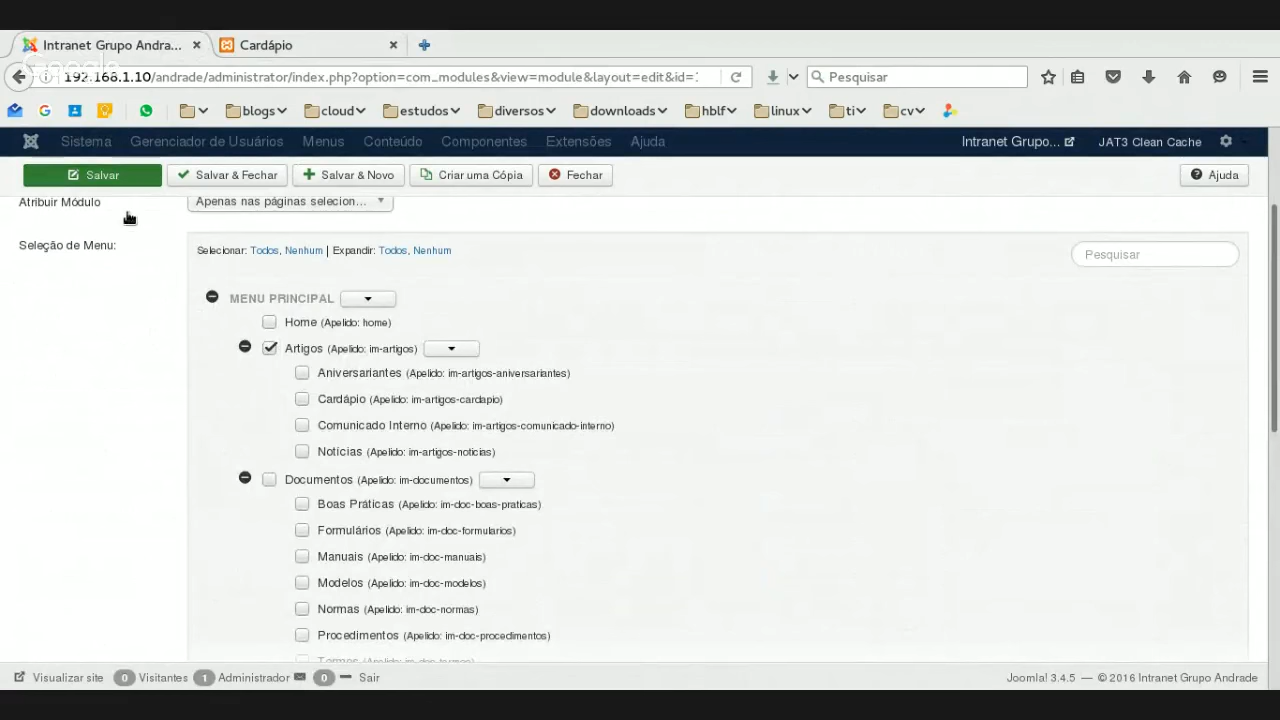 Intranet Grupo Andra...
Cardápio
Google
192.168.1.10/andrade/administrator/index.php?option=com_modules&view=module&layout=edit&id=
Pesquisar
blogs
cloud
estudos
diversos
downloads
hblf
linux
ti
cv
Sistema Gerenciador de Usuários Menus Conteúdo Componentes Extensões Ajuda Intranet Grupo... JAT3 Clean Cache
Salvar Salvar & Fechar Salvar & Novo Criar uma Cópia Fechar Ajuda
Atribuir Módulo Apenas nas páginas selecion...
Seleção de Menu:
Selecionar: Todos, Nenhum | Expandir: Todos, Nenhum
Pesquisar
MENU PRINCIPAL
Home (Apelido: home)
Artigos (Apelido: im-artigos)
Aniversariantes (Apelido: im-artigos-aniversariantes)
Cardápio (Apelido: im-artigos-cardapio)
Comunicado Interno (Apelido: im-artigos-comunicado-interno)
Notícias (Apelido: im-artigos-noticias)
Documentos (Apelido: im-documentos)
Boas Práticas (Apelido: im-doc-boas-praticas)
Formulários (Apelido: im-doc-formularios)
Manuais (Apelido: im-doc-manuais)
Modelos (Apelido: im-doc-modelos)
Normas (Apelido: im-doc-normas)
Procedimentos (Apelido: im-doc-procedimentos)
Visualizar site 0 Visitantes 1 Administrador 0 Sair
Joomla! 3.4.5 — © 2016 Intranet Grupo Andrade